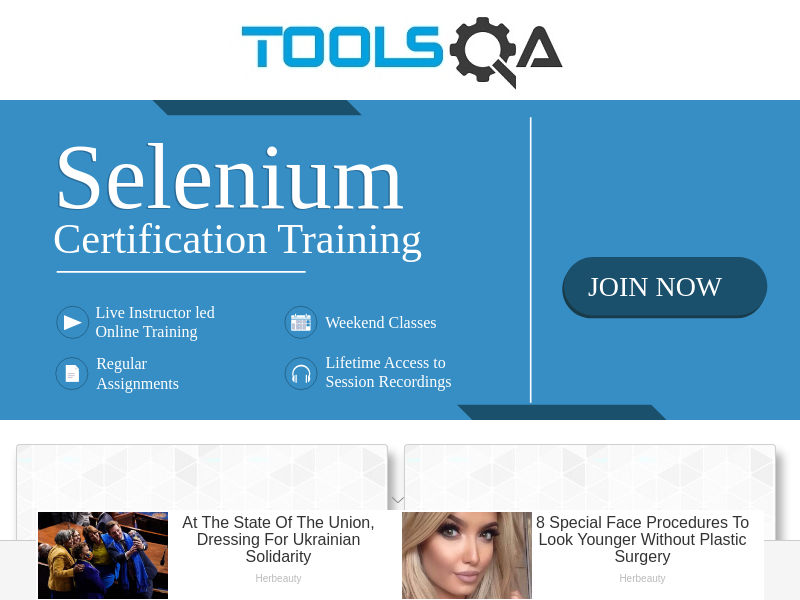 TOOLSQA
Selenium
Certification Training
JOIN NOW
Live Instructor led
Online Training
Weekend Classes
Regular
Assignments
Lifetime Access to
Session Recordings
At The State Of The Union,
Dressing For Ukrainian
Solidarity
Herbeauty
8 Special Face Procedures To
Look Younger Without Plastic
Surgery
Herbeauty